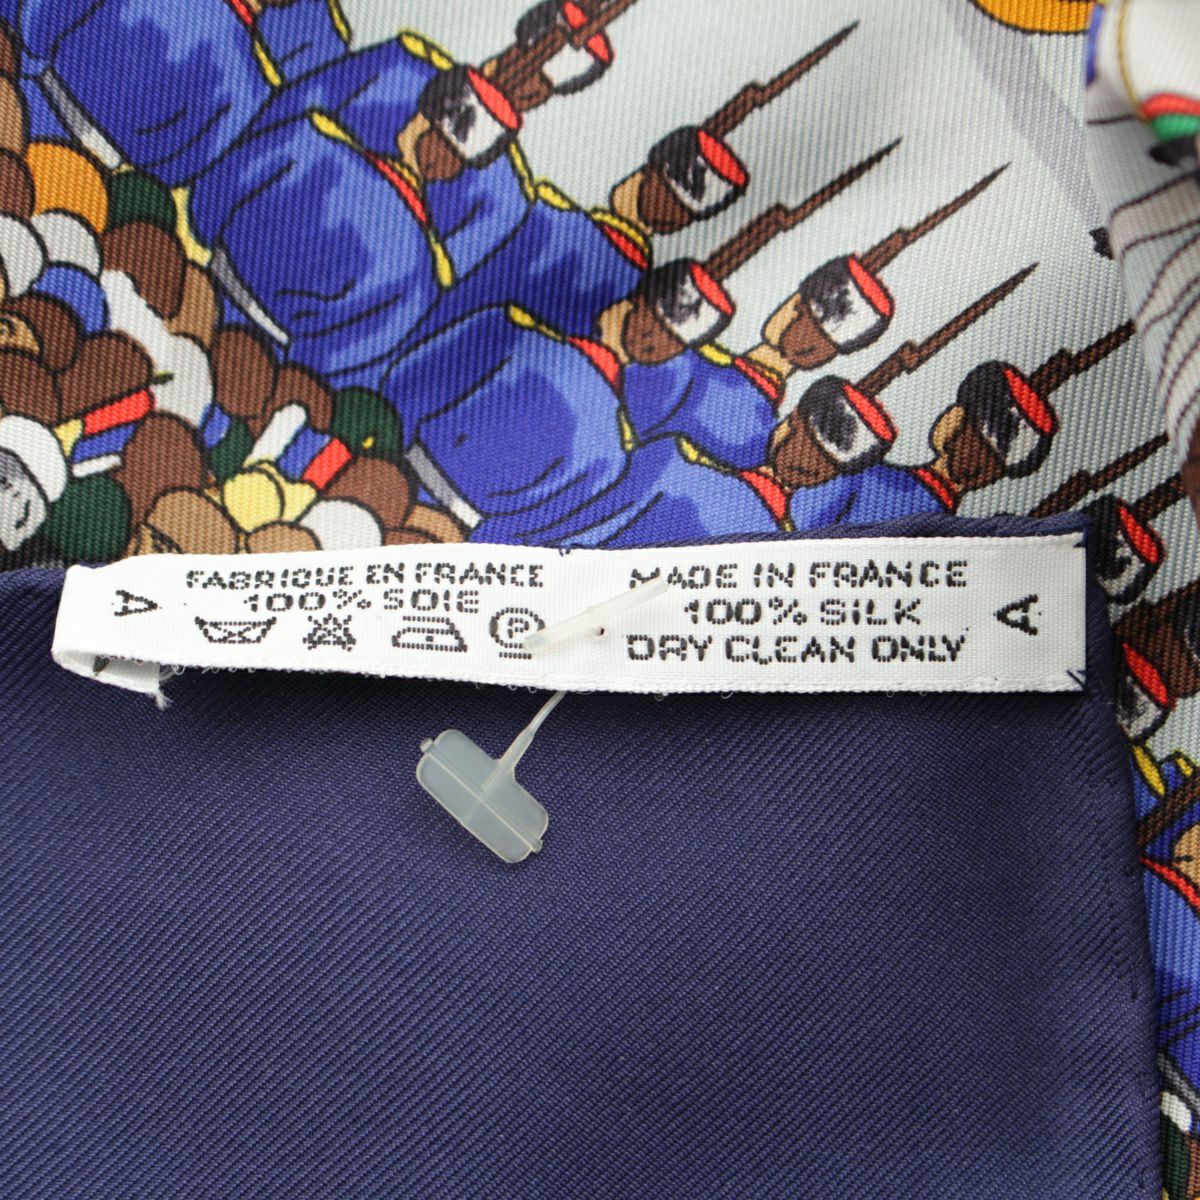 A
FABRIQUE EN FRANCE
100% SOIE
P
MADE IN FRANCE
100% SILK
DRY CLEAN ONLY
A